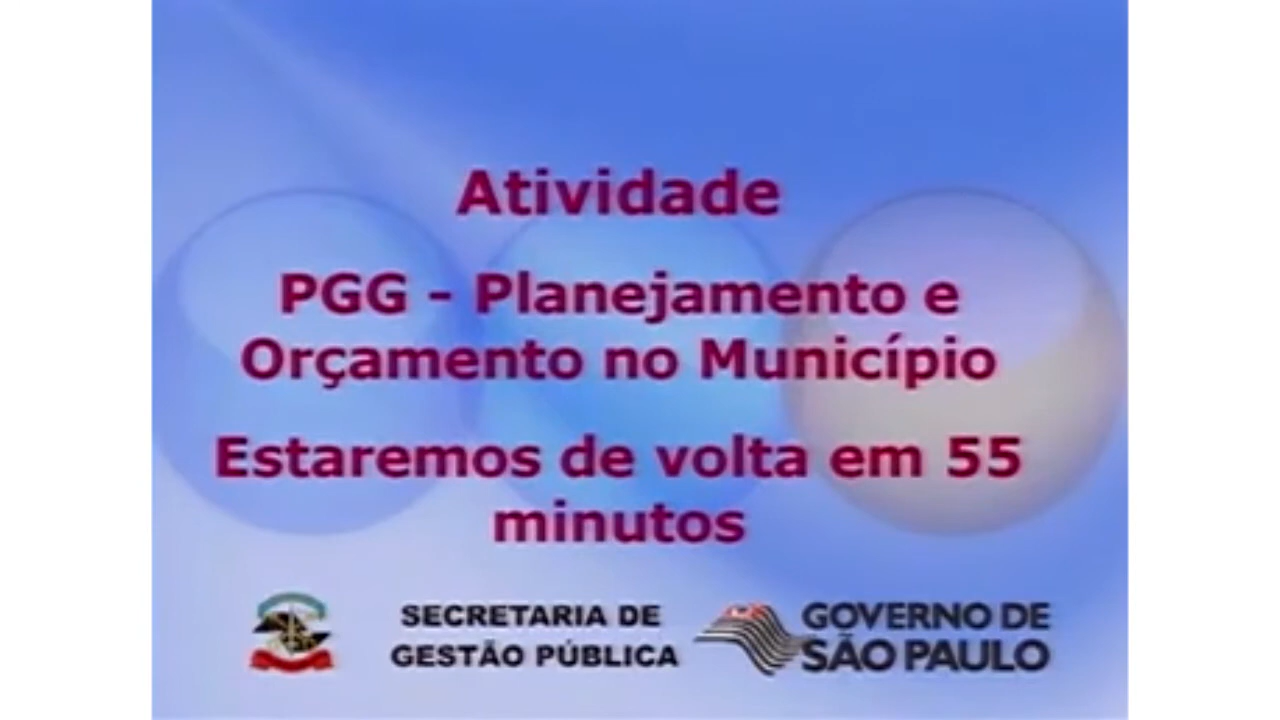 Atividade
PGG - Planejamento e
Orçamento no Município
Estaremos de volta em 55
minutos
SECRETARIA DE
GESTÃO PÚBLICA
GOVERNO DE
SÃO PAULO